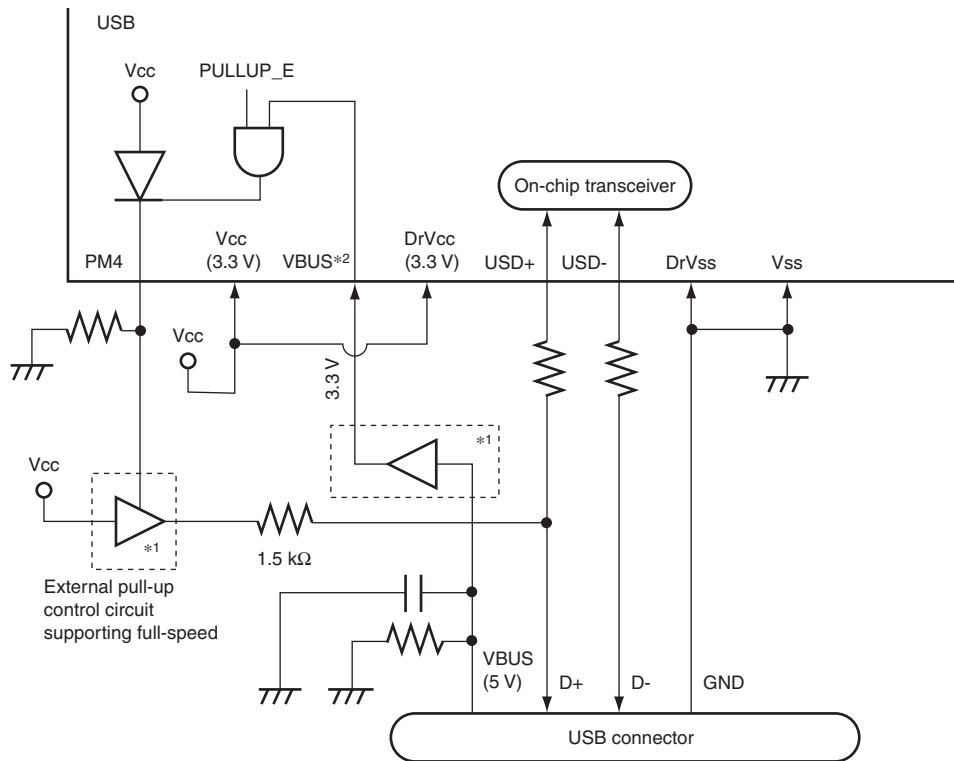 USB
Vcc
PULLUP_E
On-chip transceiver
PM4
Vcc
(3.3 V)
VBUS*2
DrVcc
(3.3 V)
USD+
USD-
DrVss
Vss
Vcc
3.3 V
*1
Vcc
*1
1.5 kΩ
External pull-up
control circuit
supporting full-speed
VBUS
(5 V)
D+
D-
GND
USB connector